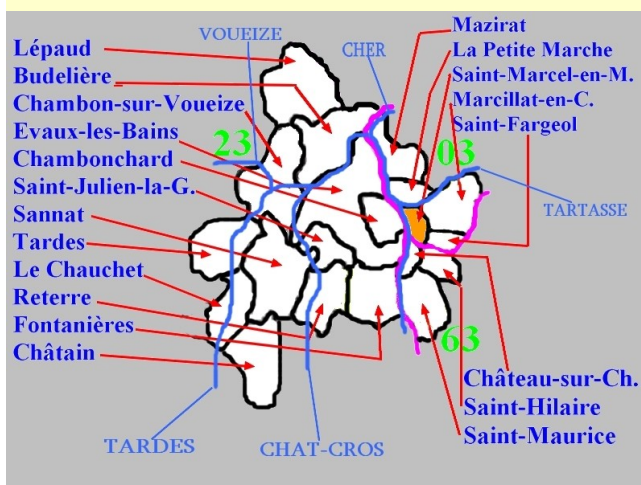 Lépaud
Budelière
Chambon-sur-Voueize
Evaux-les-Bains
Chambonchard
Saint-Julien-la-G.
Sannat
Tardes
Le Chauchet
Reterre
Fontanières
Châtain
VOUEIZE
CHER
23
03
63
TARDES
CHAT-CROS
TARTASSE
Mazirat
La Petite Marche
Saint-Marcel-en-M.
Marcillat-en-C.
Saint-Fargeol
Château-sur-Ch.
Saint-Hilaire
Saint-Maurice